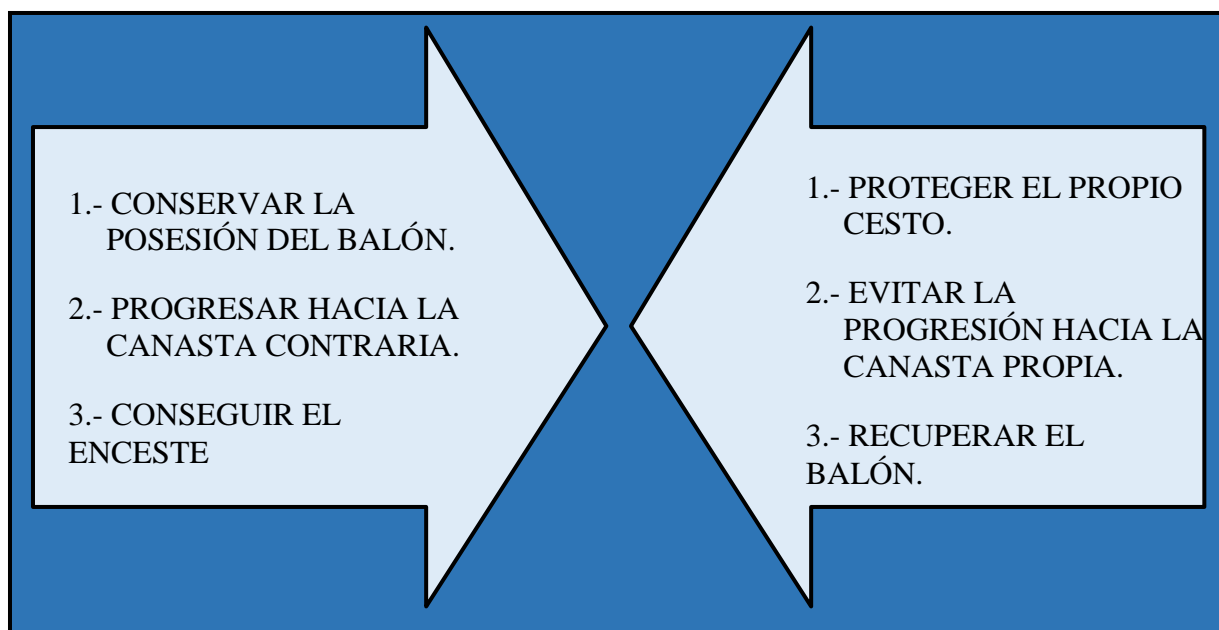 1.- CONSERVAR LA
POSESIÓN DEL BALÓN.
2.- PROGRESAR HACIA LA
CANASTA CONTRARIA.
3.- CONSEGUIR EL
ENCESTE
1.- PROTEGER EL PROPIO
CESTO.
2.- EVITAR LA
PROGRESIÓN HACIA LA
CANASTA PROPIA.
3.- RECUPERAR EL
BALÓN.